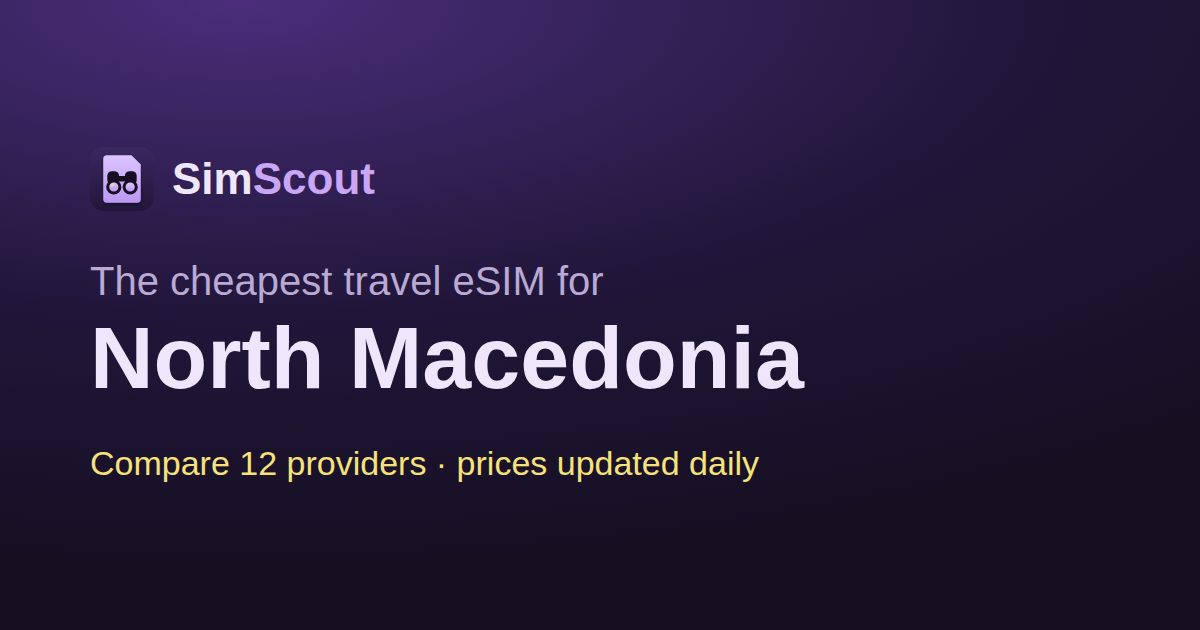 SimScout
The cheapest travel eSIM for
North Macedonia
Compare 12 providers · prices updated daily